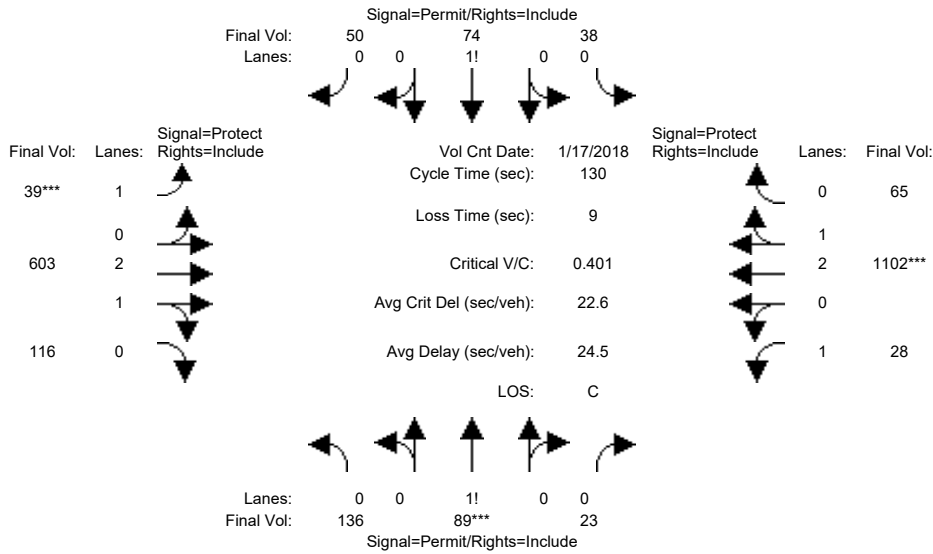 Signal=Permit/Rights=Include
Final Vol: 50 74 38
Lanes: 0 0 1! 0 0
Signal=Protect Signal=Protect
Final Vol: Lanes: Rights=Include Vol Cnt Date: 1/17/2018 Rights=Include Lanes: Final Vol:
Cycle Time (sec): 130
39*** 1 0 65
Loss Time (sec): 9
0 1
603 2 Critical V/C: 0.401 2 1102***
1 Avg Crit Del (sec/veh): 22.6 0
116 0 Avg Delay (sec/veh): 24.5 1 28
LOS: C
Lanes: 0 0 1! 0 0
Final Vol: 136 89*** 23
Signal=Permit/Rights=Include